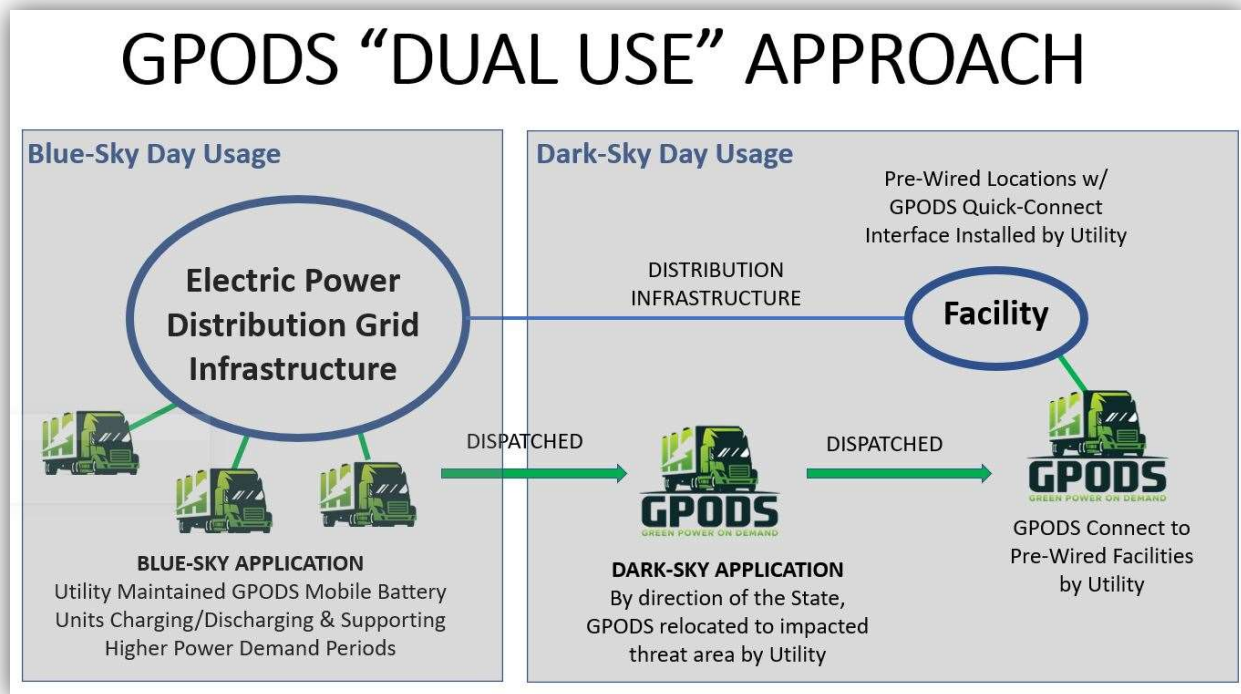 GPODS “DUAL USE” APPROACH
Blue-Sky Day Usage
Electric Power
Distribution Grid
Infrastructure
BLUE-SKY APPLICATION
Utility Maintained GPODS Mobile Battery
Units Charging/Discharging & Supporting
Higher Power Demand Periods
DISPATCHED
Dark-Sky Day Usage
Pre-Wired Locations w/
GPODS Quick-Connect
Interface Installed by Utility
DISTRIBUTION
INFRASTRUCTURE
Facility
GPODS
GREEN POWER ON DEMAND
DARK-SKY APPLICATION
By direction of the State,
GPODS relocated to impacted
threat area by Utility
DISPATCHED
GPODS
GREEN POWER ON DEMAND
GPODS Connect to
Pre-Wired Facilities
by Utility